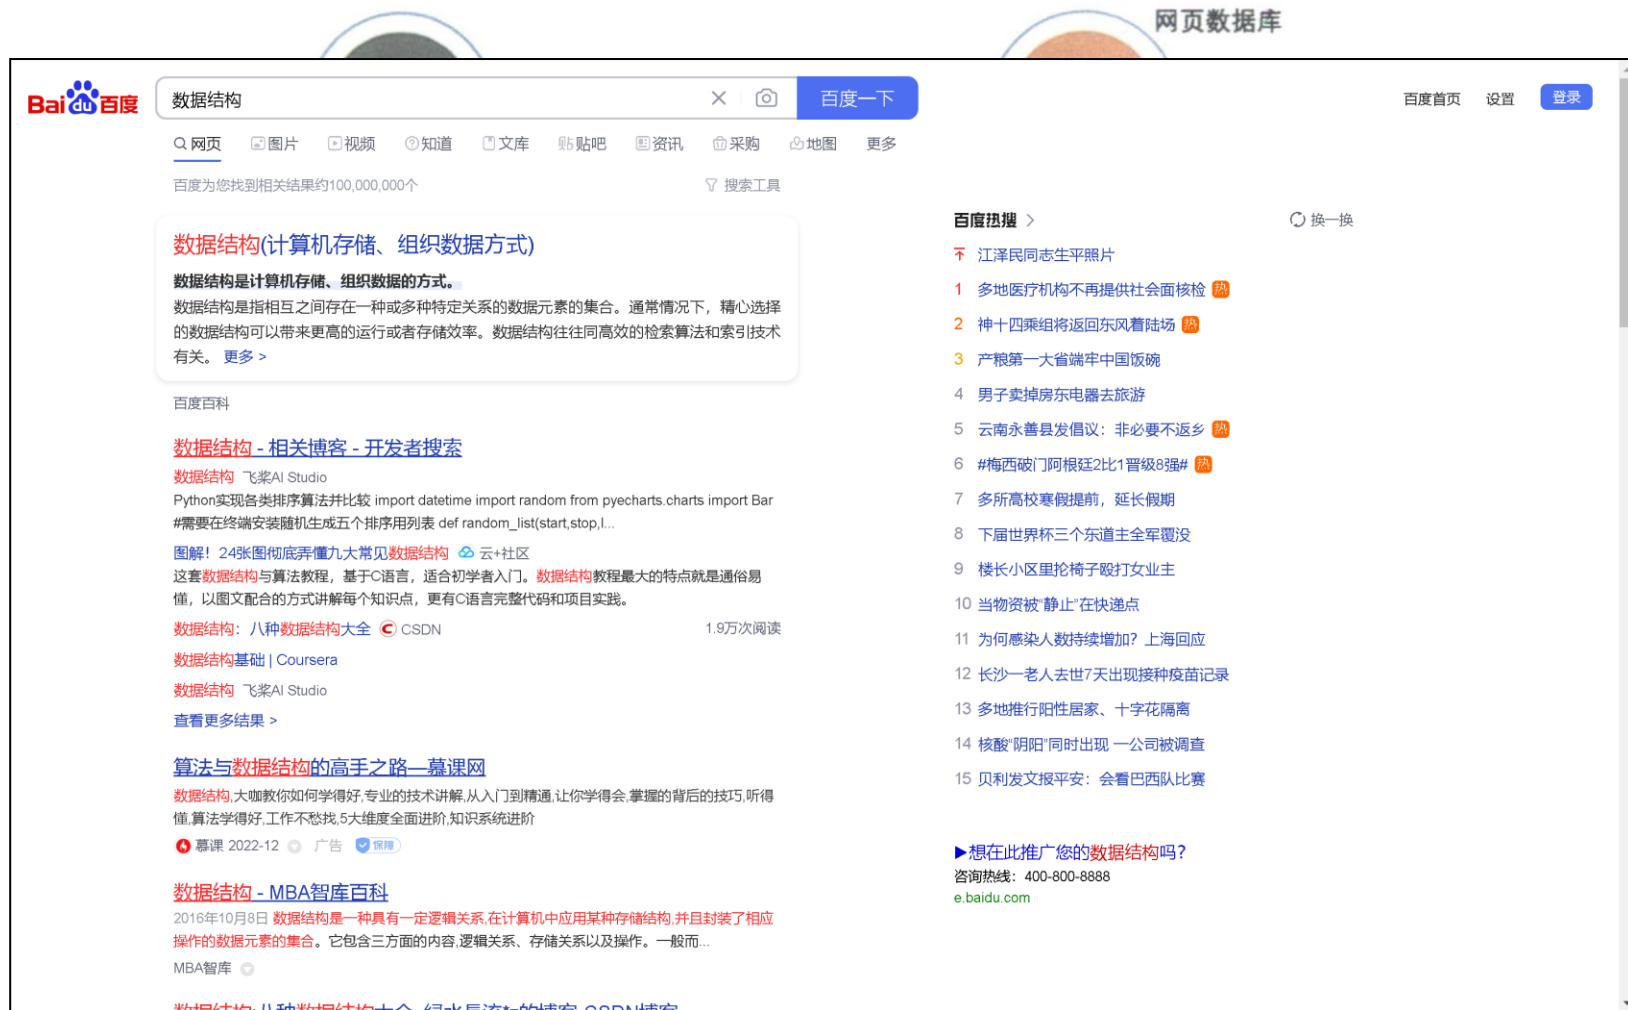 网页数据库
Bai du 百度
数据结构
百度一下
百度首页
设置
登录
网页
图片
视频
知道
文库
贴吧
资讯
采购
地图
更多
百度为您找到相关结果约100,000,000个
搜索工具
数据结构(计算机存储、组织数据方式)
数据结构是计算机存储、组织数据的方式。
数据结构是指相互之间存在一种或多种特定关系的数据元素的集合。通常情况下，精心选择
的数据结构可以带来更高的运行或者存储效率。数据结构往往同高效的检索算法和索引技术
有关。 更多 >
百度百科
数据结构 - 相关博客 - 开发者搜索
数据结构 飞桨AI Studio
Python实现各类排序算法并比较 import datetime import random from pyecharts.charts import Bar
#需要在终端安装随机生成五个排序用列表 def random_list(start,stop,l...
图解！24张图彻底弄懂九大常见数据结构 云+社区
这套数据结构与算法教程，基于C语言，适合初学者入门。数据结构教程最大的特点就是通俗易
懂，以图文配合的方式讲解每个知识点，更有C语言完整代码和项目实践。
数据结构：八种数据结构大全 CSDN 1.9万次阅读
数据结构基础 | Coursera
数据结构 飞桨AI Studio
查看更多结果 >
算法与数据结构的高手之路—慕课网
数据结构,大咖教你如何学得好,专业的技术讲解,从入门到精通,让你学得会,掌握的背后的技巧,听得
懂,算法学得好,工作不愁找,5大维度全面进阶,知识系统进阶
慕课 2022-12 广告 保障
数据结构 - MBA智库百科
2016年10月8日 数据结构是一种具有一定逻辑关系,在计算机中应用某种存储结构,并且封装了相应
操作的数据元素的集合。它包含三方面的内容,逻辑关系、存储关系以及操作。一般而...
MBA智库
百度热搜 >
换一换
江泽民同志生平照片
1 多地医疗机构不再提供社会面核检 热
2 神十四乘组将返回东风着陆场 热
3 产粮第一大省端牢中国饭碗
4 男子卖掉房东电器去旅游
5 云南永善县发倡议：非必要不返乡 热
6 #梅西破门阿根廷2比1晋级8强# 热
7 多所高校寒假提前，延长假期
8 下届世界杯三个东道主全军覆没
9 楼长小区里抡椅子殴打女业主
10 当物资被“静止”在快递点
11 为何感染人数持续增加？上海回应
12 长沙一老人去世7天出现接种疫苗记录
13 多地推行阳性居家、十字花隔离
14 核酸“阴阳”同时出现 一公司被调查
15 贝利发文报平安：会看巴西队比赛
▶想在此推广您的数据结构吗？
咨询热线：400-800-8888
e.baidu.com